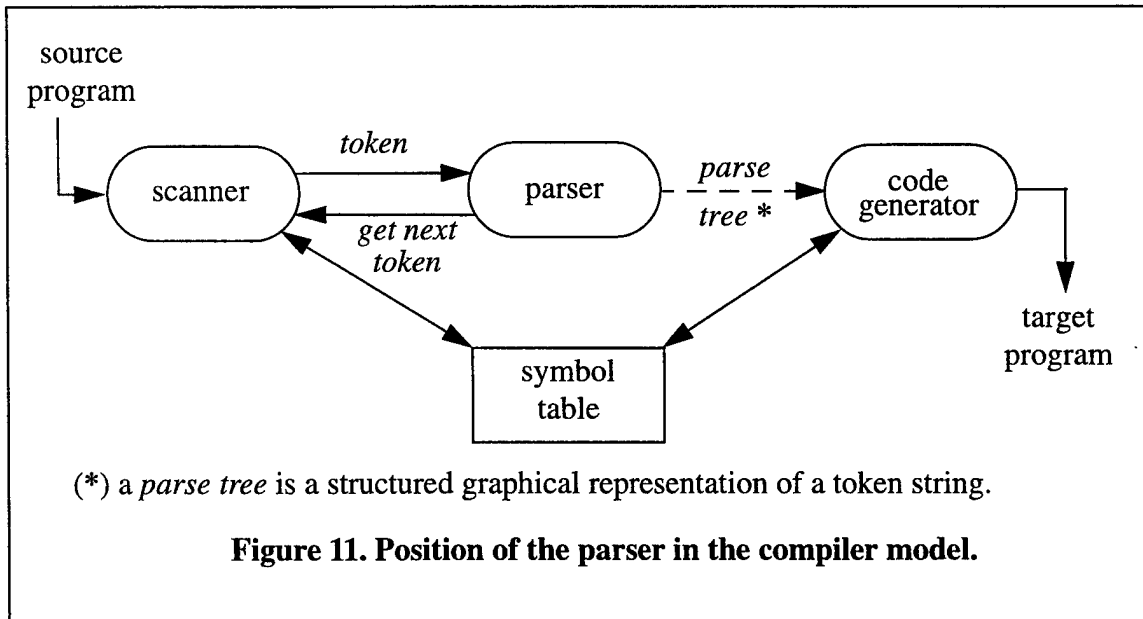 source
program
scanner
token
get next
token
parser
parse
tree *
code
generator
target
program
symbol
table
(*) a parse tree is a structured graphical representation of a token string.
Figure 11. Position of the parser in the compiler model.